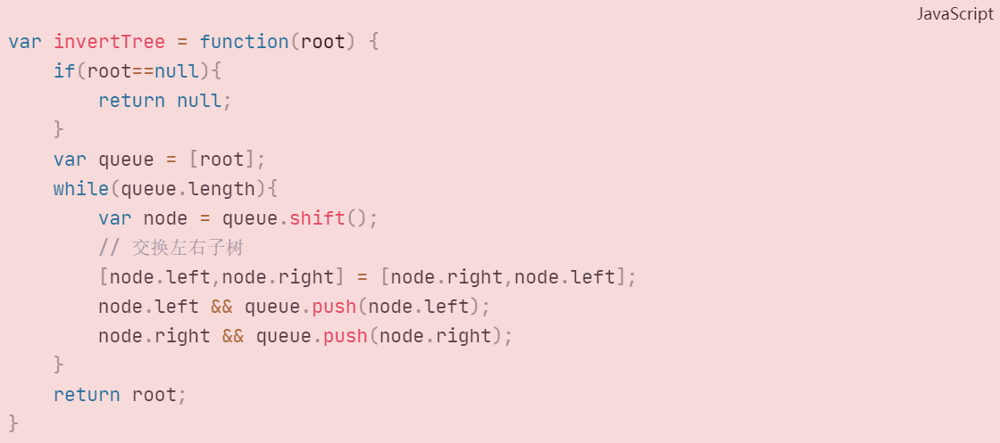 JavaScript
var invertTree = function(root) {
    if(root==null){
        return null;
    }
    var queue = [root];
    while(queue.length){
        var node = queue.shift();
        // 交换左右子树
        [node.left,node.right] = [node.right,node.left];
        node.left && queue.push(node.left);
        node.right && queue.push(node.right);
    }
    return root;
}